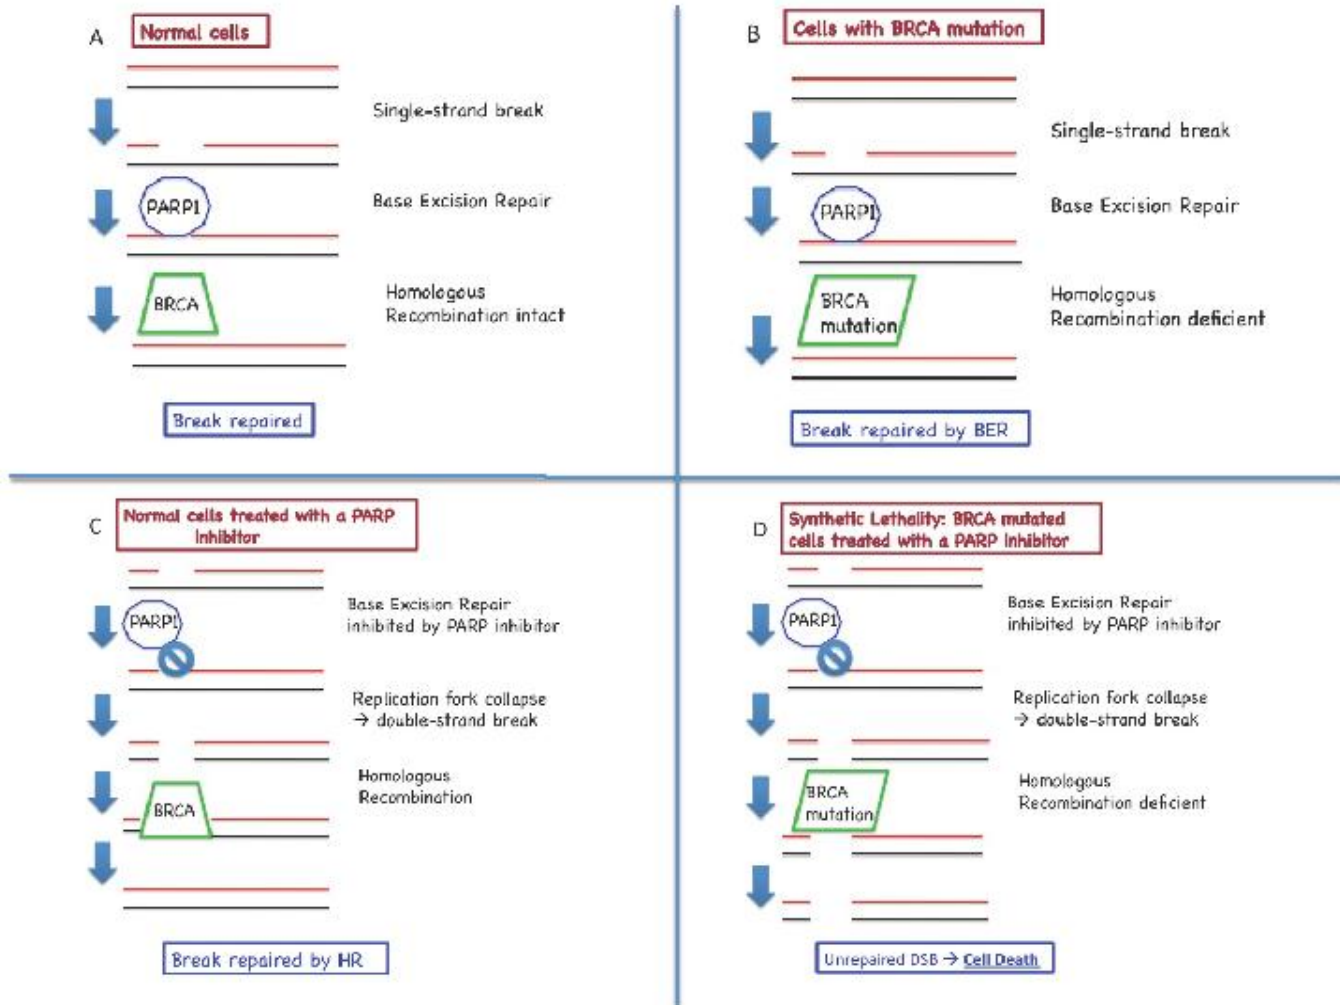 A
Normal cells
Single-strand break
PARP1
Base Excision Repair
BRCA
Homologous
Recombination intact
Break repaired
B
Cells with BRCA mutation
Single-strand break
PARP1
Base Excision Repair
BRCA
mutation
Homologous
Recombination deficient
Break repaired by BER
C
Normal cells treated with a PARP
inhibitor
PARP1
Base Excision Repair
inhibited by PARP inhibitor
Replication fork collapse
→ double-strand break
Homologous
Recombination
BRCA
Break repaired by HR
D
Synthetic Lethality: BRCA mutated
cells treated with a PARP inhibitor
PARP1
Base Excision Repair
inhibited by PARP inhibitor
Replication fork collapse
→ double-strand break
BRCA
mutation
Homologous
Recombination deficient
Unrepaired DSB → Cell Death